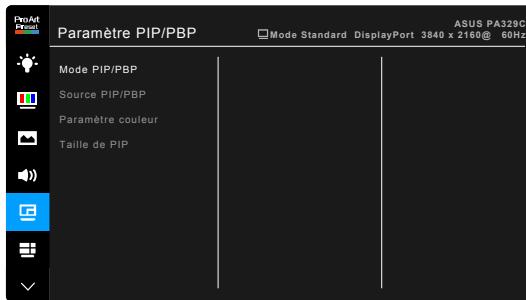 ProArt
Preset
Paramètre PIP/PBP
ASUS PA329C
Mode Standard DisplayPort 3840 x 2160@ 60Hz
Mode PIP/PBP
Source PIP/PBP
Paramètre couleur
Taille de PIP